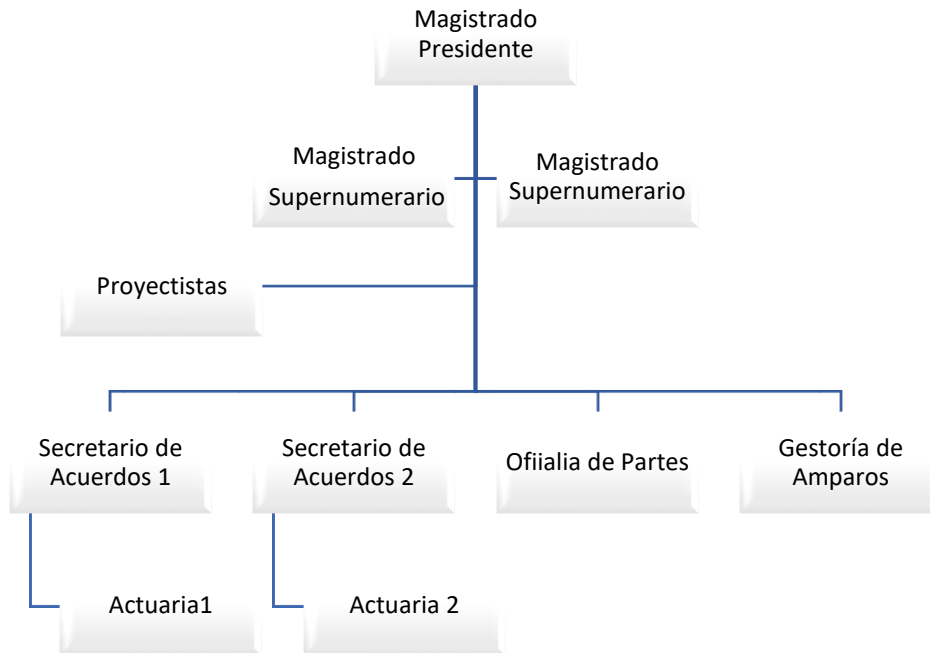 Magistrado
Presidente
Magistrado
Supernumerario
Magistrado
Supernumerario
Proyectistas
Secretario de
Acuerdos 1
Secretario de
Acuerdos 2
Ofiialia de Partes
Gestoría de
Amparos
Actuaria1
Actuaria 2